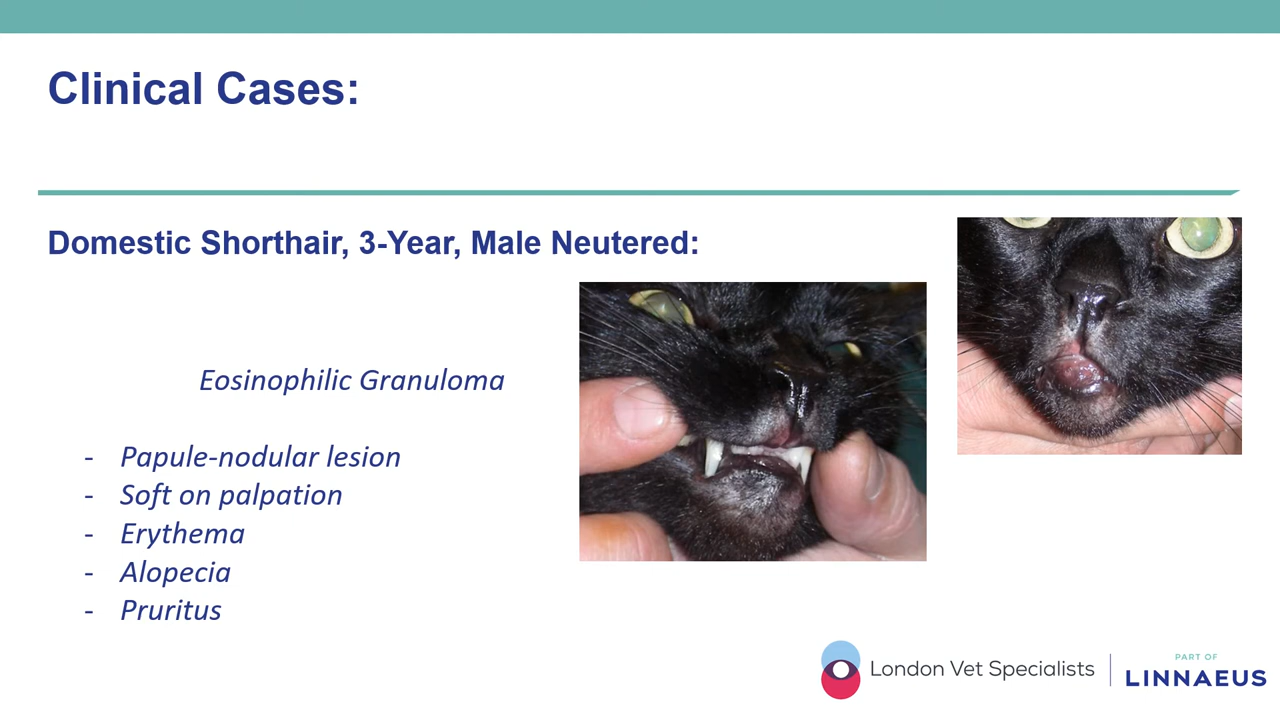 Clinical Cases:
Domestic Shorthair, 3-Year, Male Neutered:
Eosinophilic Granuloma
- Papule-nodular lesion
- Soft on palpation
- Erythema
- Alopecia
- Pruritus
London Vet Specialists
PART OF
LINNAEUS